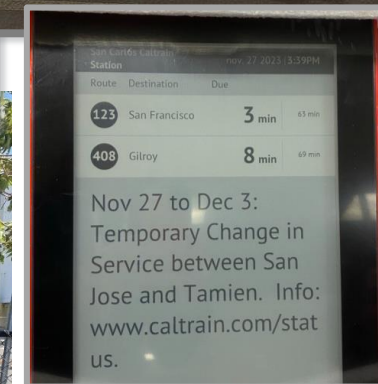 San Carlos Caltrain
Station nov. 27 2023 | 3:39PM
Route Destination Due
123 San Francisco 3 min 63 min
408 Gilroy 8 min 69 min
Nov 27 to Dec 3:
Temporary Change in
Service between San
Jose and Tamien. Info:
www.caltrain.com/stat
us.